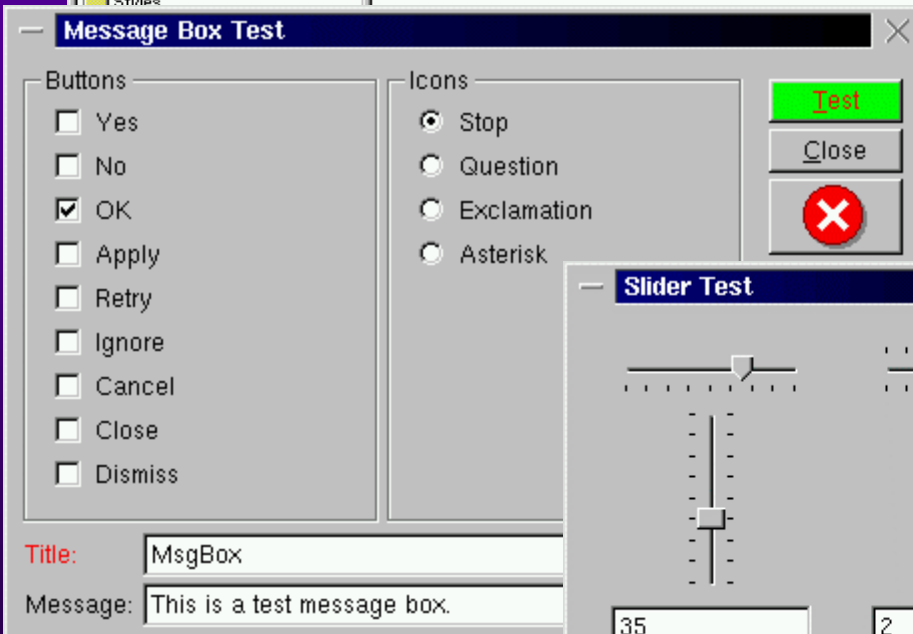 Styles
Message Box Test
Buttons
Yes
No
OK
Apply
Retry
Ignore
Cancel
Close
Dismiss
Icons
Stop
Question
Exclamation
Asterisk
Test
Close
Title: MsgBox
Message: This is a test message box.
Slider Test
35
2